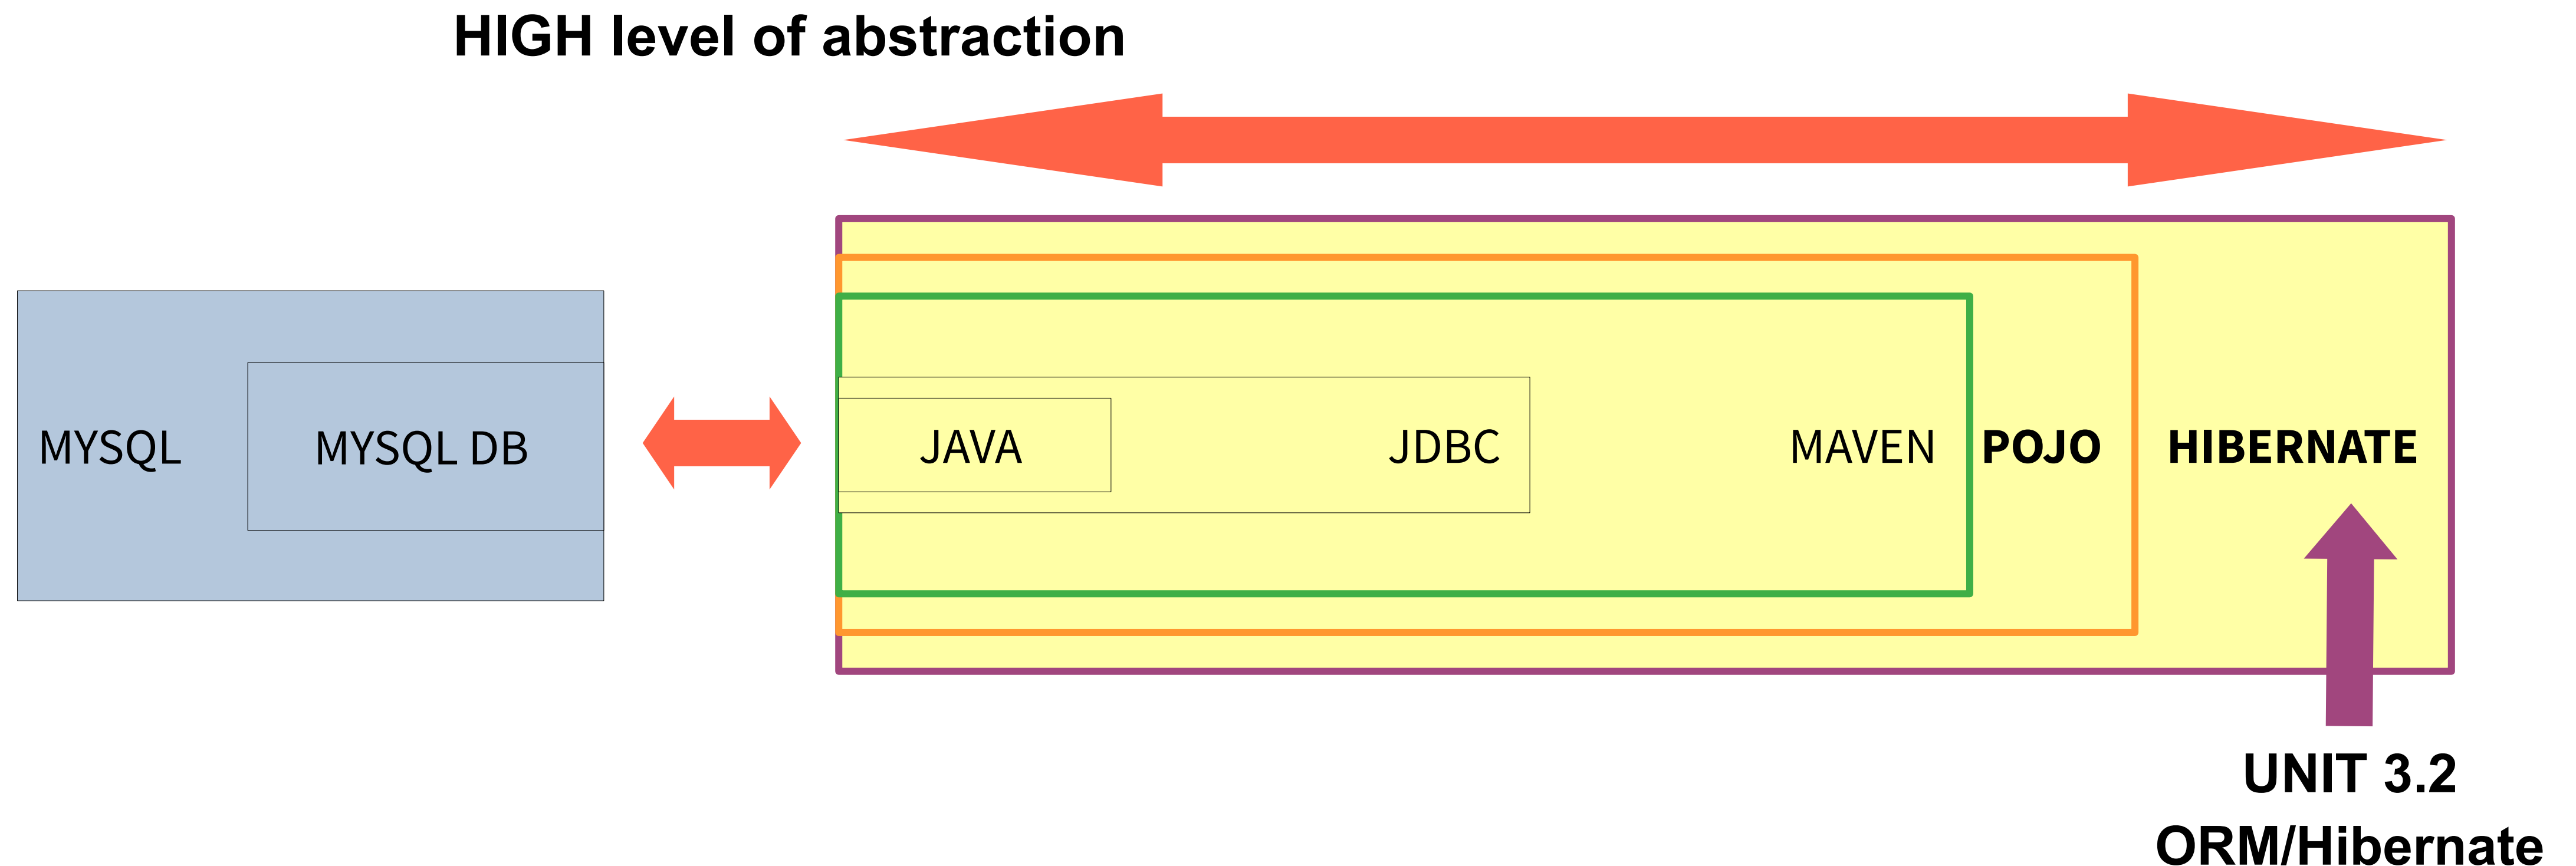 HIGH level of abstraction
MYSQL
MYSQL DB
JAVA
JDBC
MAVEN
POJO
HIBERNATE
UNIT 3.2
ORM/Hibernate